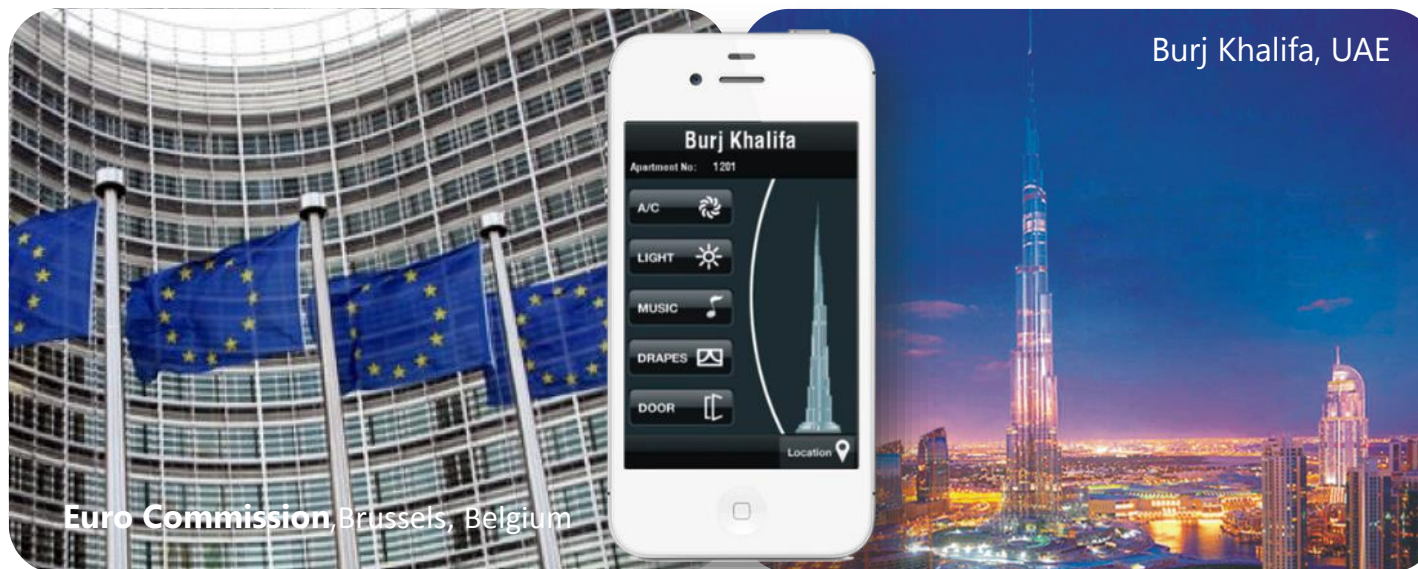 Burj Khalifa, UAE
Burj Khalifa
Apartment No: 1201
A/C
LIGHT
MUSIC
DRAPES
DOOR
Location
Euro Commission,Brussels, Belgium